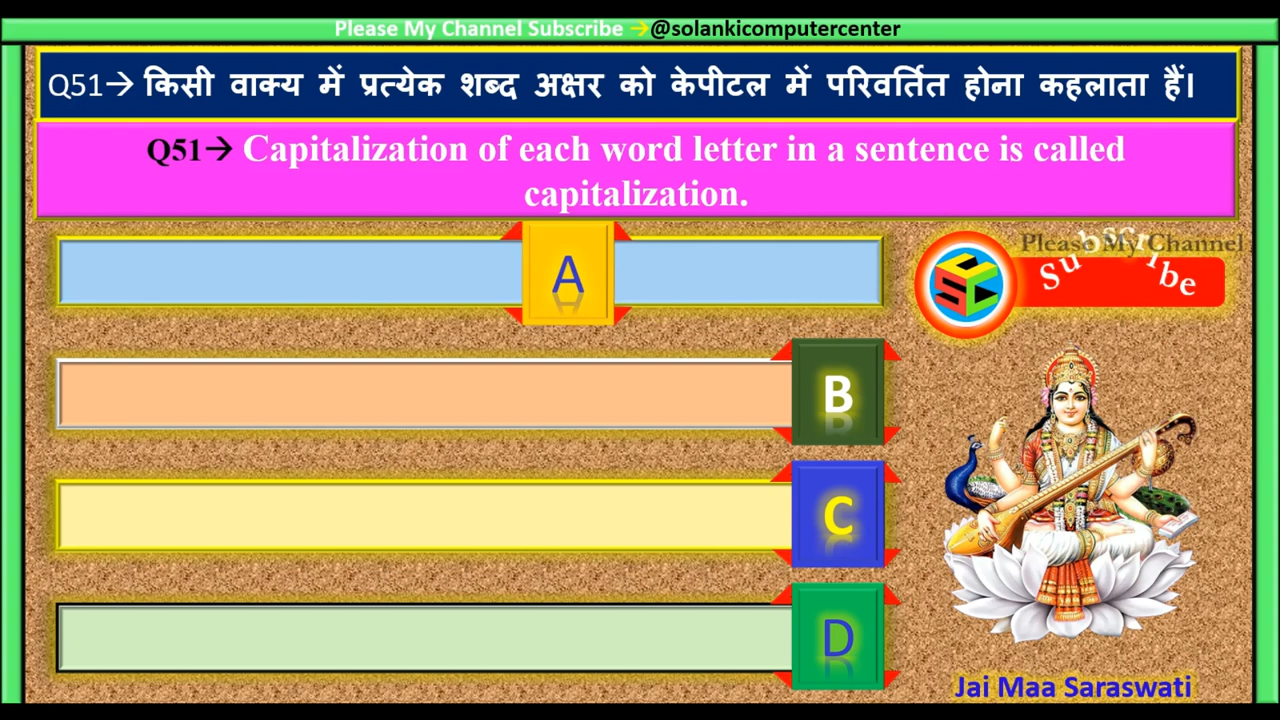 Please My Channel Subscribe →@solankicomputercenter
Q51→ किसी वाक्य में प्रत्येक शब्द अक्षर को केपीटल में परिवर्तित होना कहलाता हैं।
Q51→ Capitalization of each word letter in a sentence is called
capitalization.
A
Please My Channel
Subscribe
SCC
B
C
D
Jai Maa Saraswati